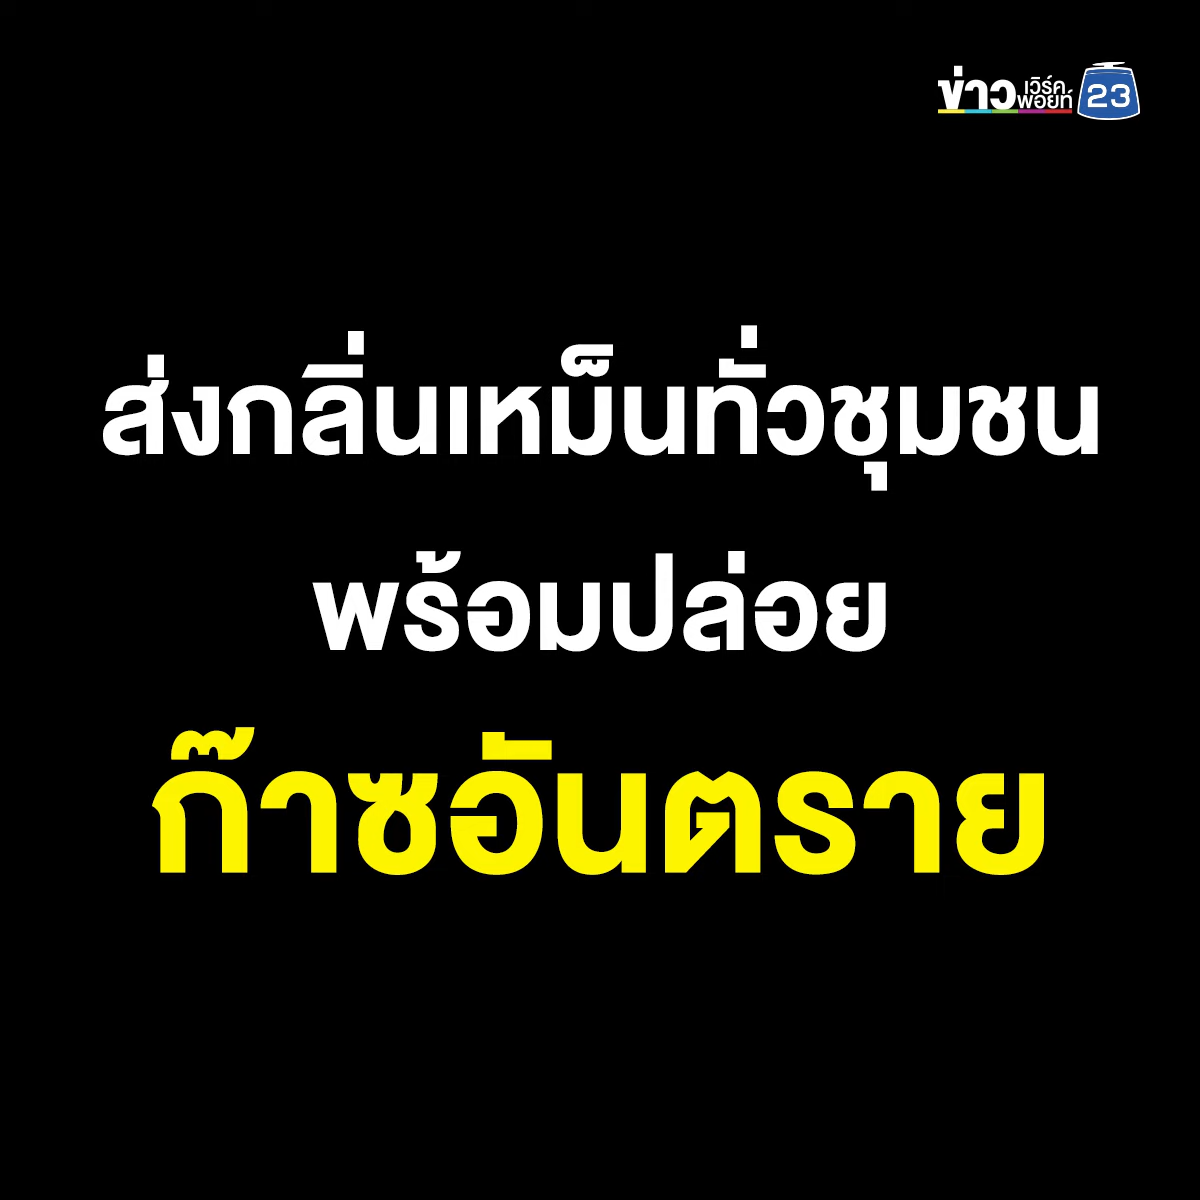 ข่าวเวิร์คพอยท์ 23
ส่งกลิ่นเหม็นทั่วชุมชน
พร้อมปล่อย
ก๊าซอันตราย